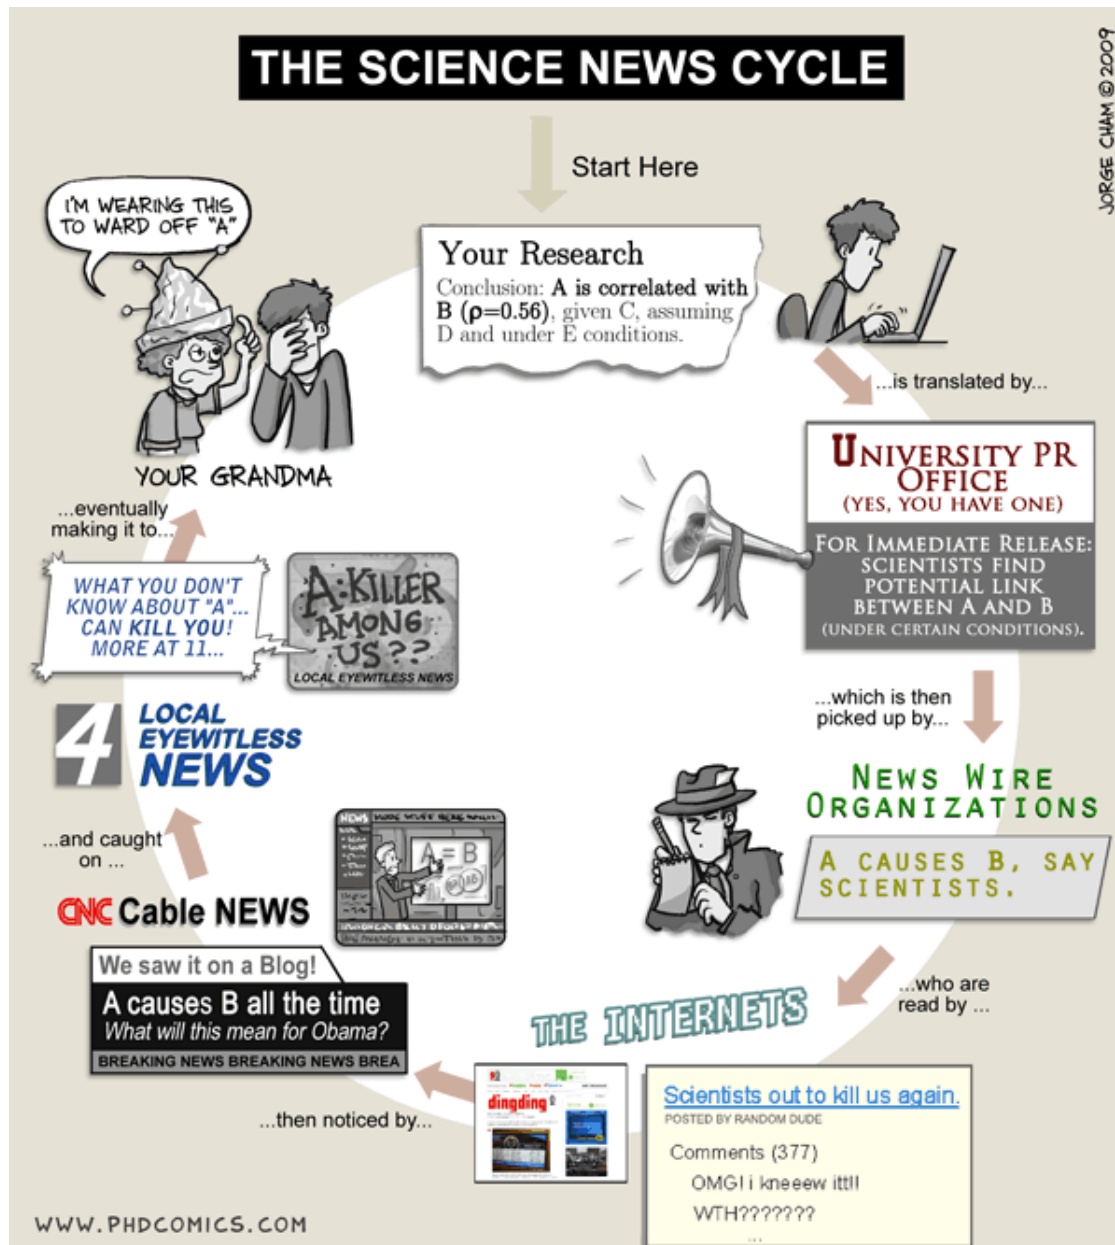 THE SCIENCE NEWS CYCLE
JORGE CHAM © 2009
Start Here
Your Research
Conclusion: A is correlated with
B (ρ=0.56), given C, assuming
D and under E conditions.
...is translated by...
UNIVERSITY PR
OFFICE
(YES, YOU HAVE ONE)
FOR IMMEDIATE RELEASE:
SCIENTISTS FIND
POTENTIAL LINK
BETWEEN A AND B
(UNDER CERTAIN CONDITIONS).
...which is then
picked up by...
NEWS WIRE
ORGANIZATIONS
A CAUSES B, SAY
SCIENTISTS.
...who are
read by ...
THE INTERNETS
dingding
Scientists out to kill us again.
POSTED BY RANDOM DUDE
Comments (377)
OMG! i kneeew itt!!
WTH???????
...
...then noticed by...
CNC Cable NEWS
We saw it on a Blog!
A causes B all the time
What will this mean for Obama?
BREAKING NEWS BREAKING NEWS BREA
NEWS
A = B
...and caught
on ...
4 LOCAL
EYEWITLESS
NEWS
WHAT YOU DON'T
KNOW ABOUT "A"...
CAN KILL YOU!
MORE AT 11...
A:KILLER
AMONG
US??
LOCAL EYEWITLESS NEWS
...eventually
making it to...
YOUR GRANDMA
I'M WEARING THIS
TO WARD OFF "A"
WWW.PHDCOMICS.COM